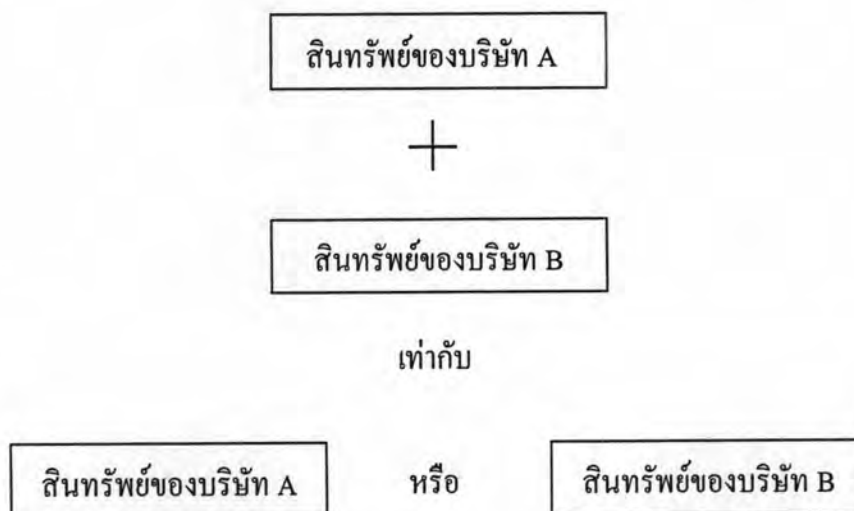 สินทรัพย์ของบริษัท A
+
สินทรัพย์ของบริษัท B
เท่ากับ
สินทรัพย์ของบริษัท A หรือ สินทรัพย์ของบริษัท B